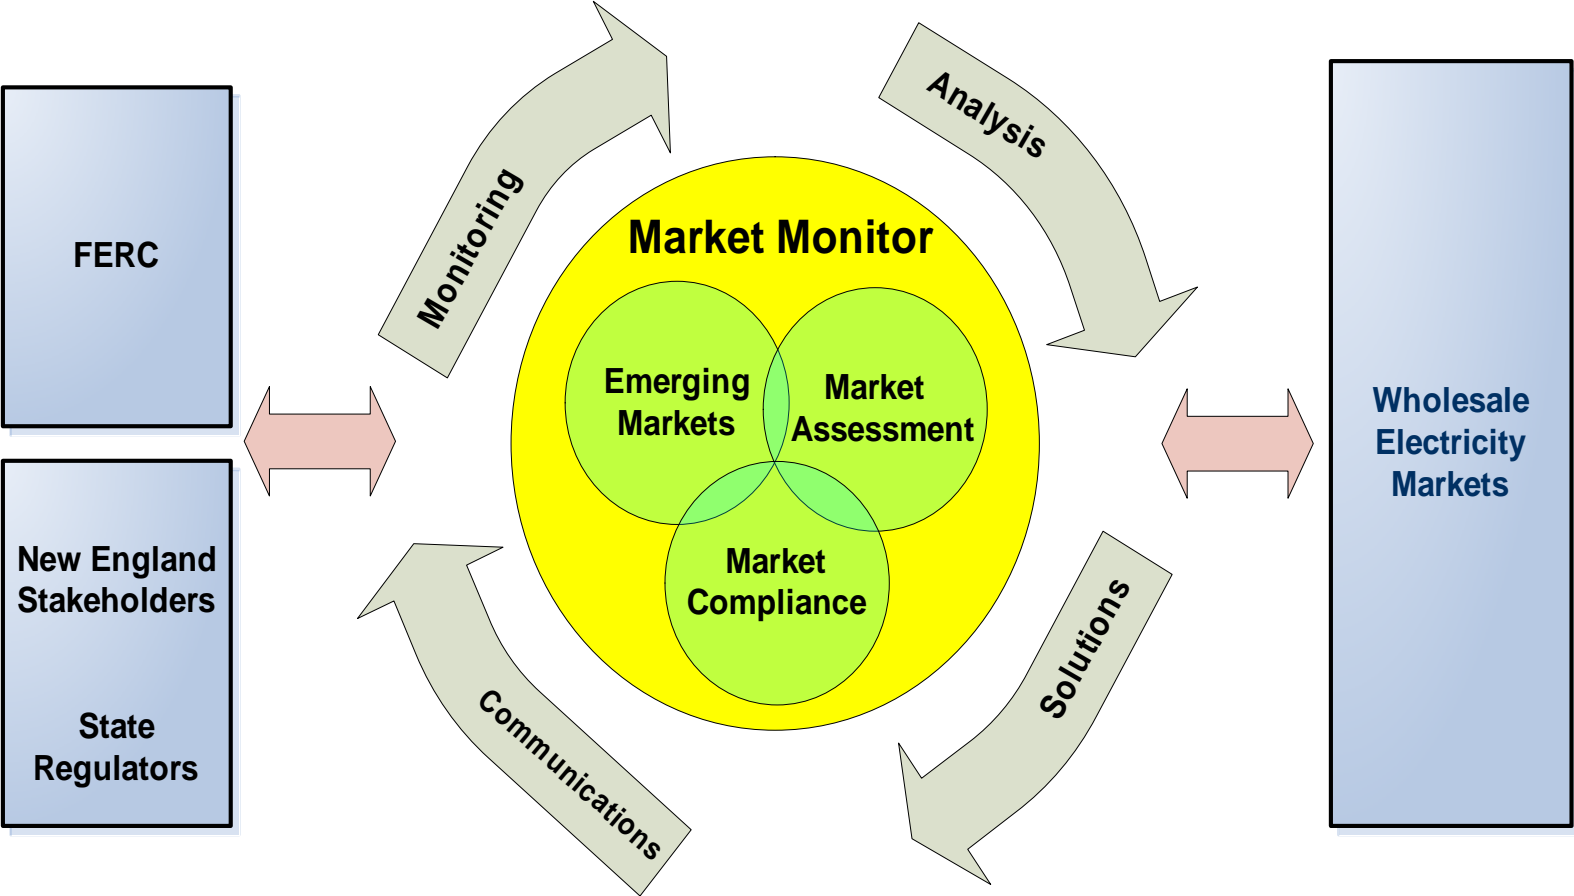 FERC
New England
Stakeholders
State
Regulators
Monitoring
Analysis
Market Monitor
Emerging
Markets
Market
Assessment
Market
Compliance
Communications
Solutions
Wholesale
Electricity
Markets